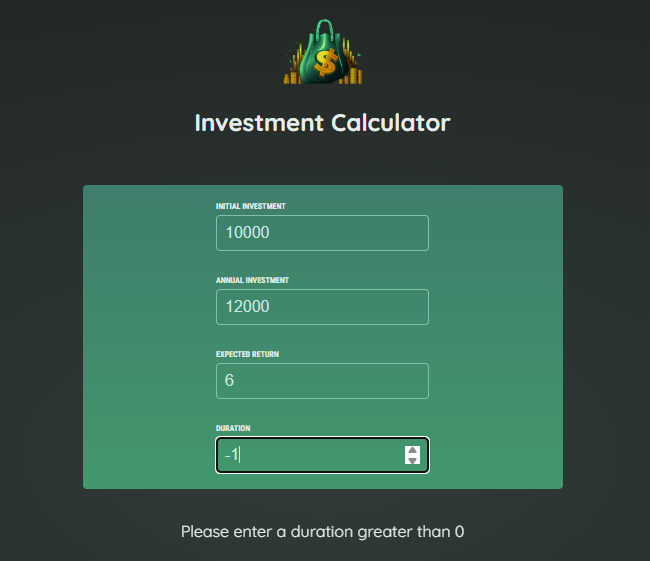 $
Investment Calculator
INITIAL INVESTMENT
10000
ANNUAL INVESTMENT
12000
EXPECTED RETURN
6
DURATION
-1
Please enter a duration greater than 0